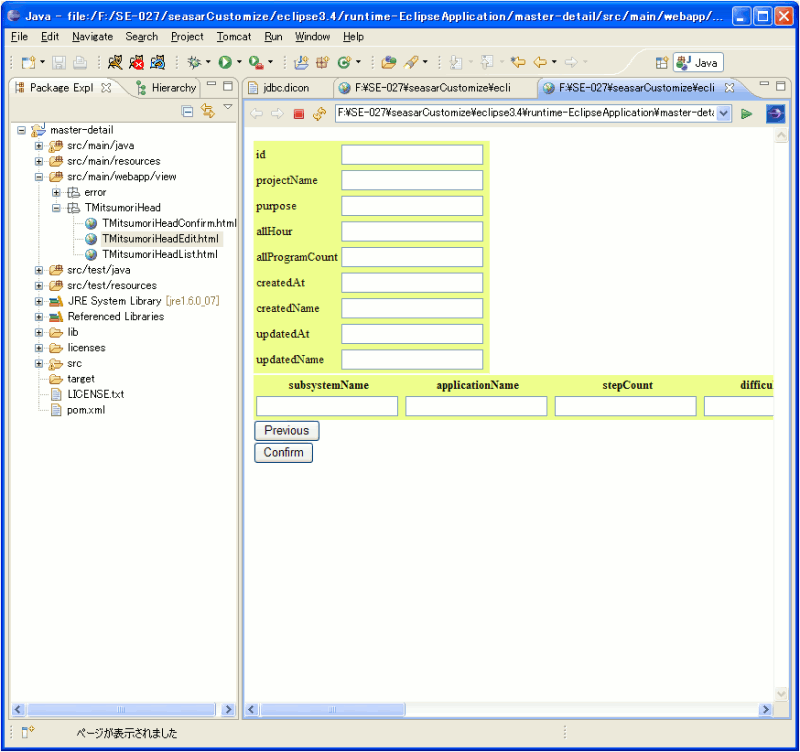 Java - file:/F:/SE-027/seasarCustomize/eclipse3.4/runtime-EclipseApplication/master-detail/src/main/webapp/...
File Edit Navigate Search Project Tomcat Run Window Help
Java
Package Expl Hierarchy
jdbc.dicon F:¥SE-027¥seasarCustomize¥ecli F:¥SE-027¥seasarCustomize¥ecli
F:¥SE-027¥seasarCustomize¥eclipse3.4¥runtime-EclipseApplication¥master-deta
master-detail
src/main/java
src/main/resources
src/main/webapp/view
error
TMitsumoriHead
TMitsumoriHeadConfirm.html
TMitsumoriHeadEdit.html
TMitsumoriHeadList.html
src/test/java
src/test/resources
JRE System Library [jre1.6.0_07]
Referenced Libraries
lib
licenses
src
target
LICENSE.txt
pom.xml
id
projectName
purpose
allHour
allProgramCount
createdAt
createdName
updatedAt
updatedName
subsystemName applicationName stepCount difficu
Previous
Confirm
ページが表示されました